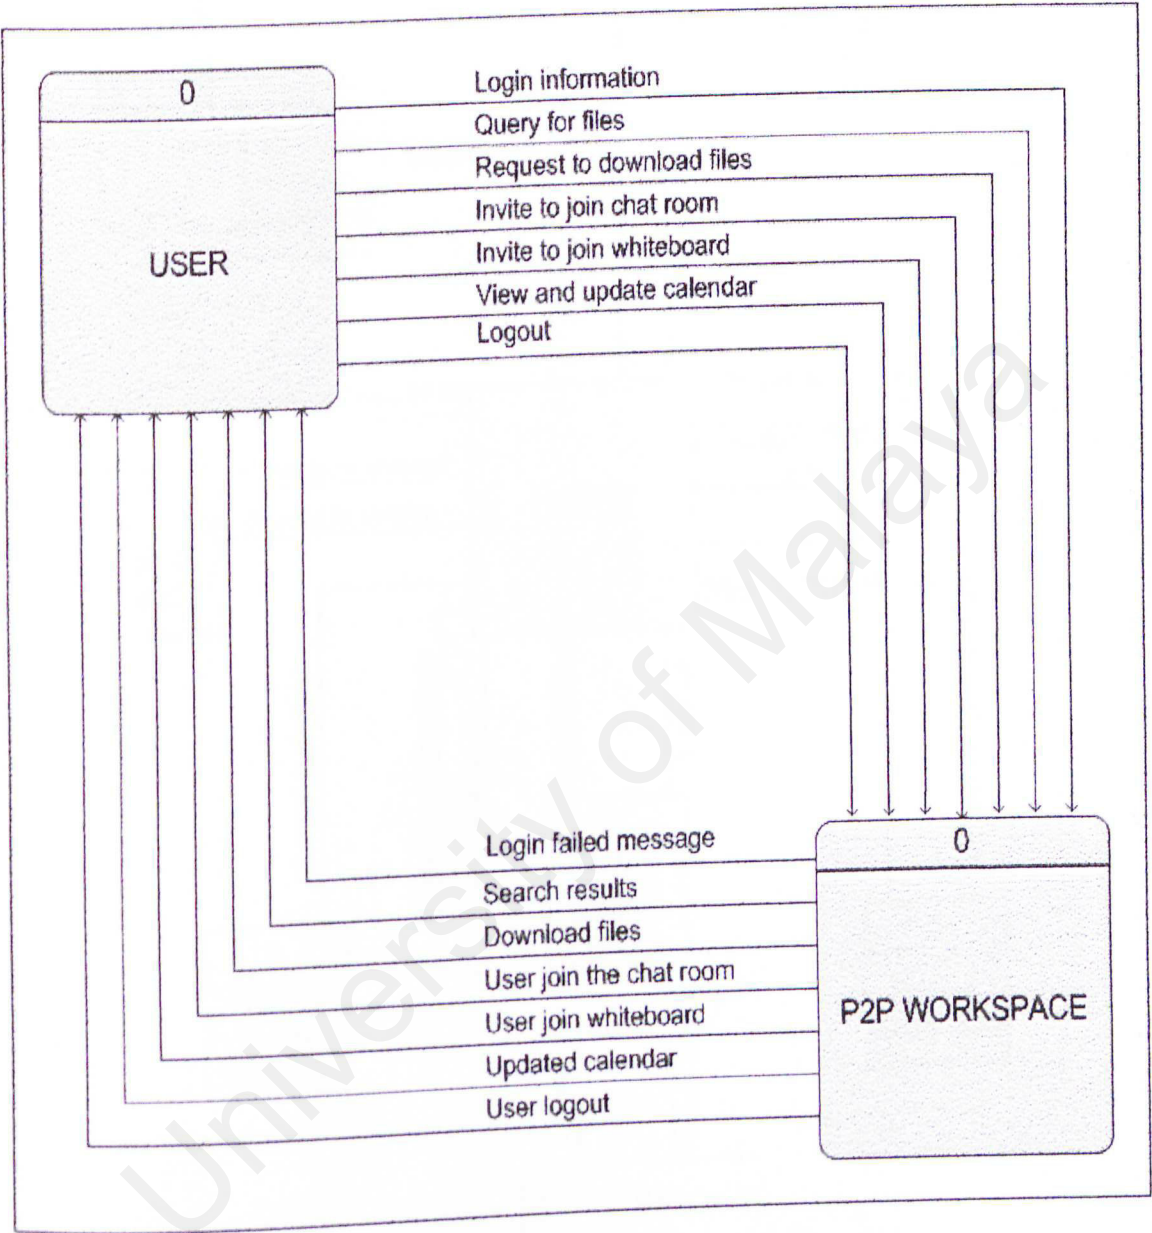 0
USER
Login information
Query for files
Request to download files
Invite to join chat room
Invite to join whiteboard
View and update calendar
Logout
Login failed message
Search results
Download files
User join the chat room
User join whiteboard
Updated calendar
User logout
0
P2P WORKSPACE
University of Malaya